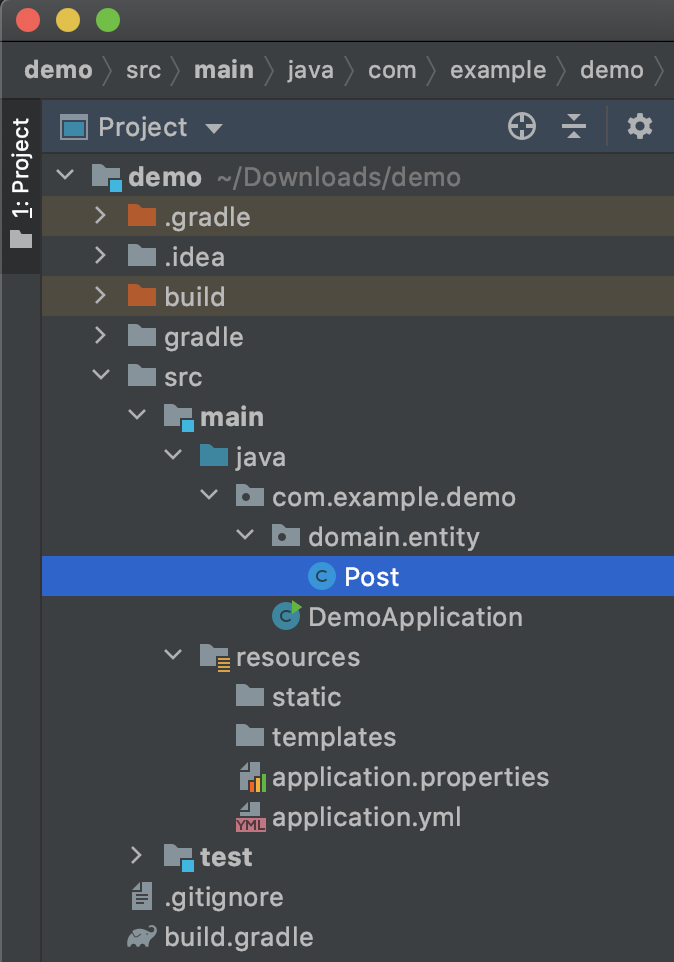 demo src main java com example demo
1: Project
Project
demo ~/Downloads/demo
.gradle
.idea
build
gradle
src
main
java
com.example.demo
domain.entity
C Post
C DemoApplication
resources
static
templates
application.properties
YML application.yml
test
.gitignore
build.gradle